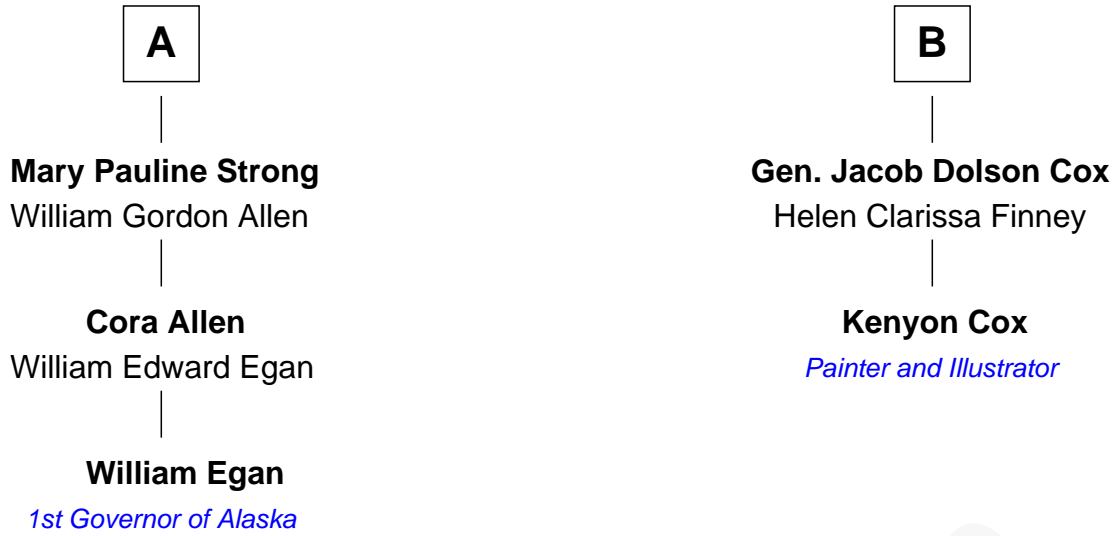 A
Mary Pauline Strong
William Gordon Allen
Cora Allen
William Edward Egan
William Egan
1st Governor of Alaska
B
Gen. Jacob Dolson Cox
Helen Clarissa Finney
Kenyon Cox
Painter and Illustrator